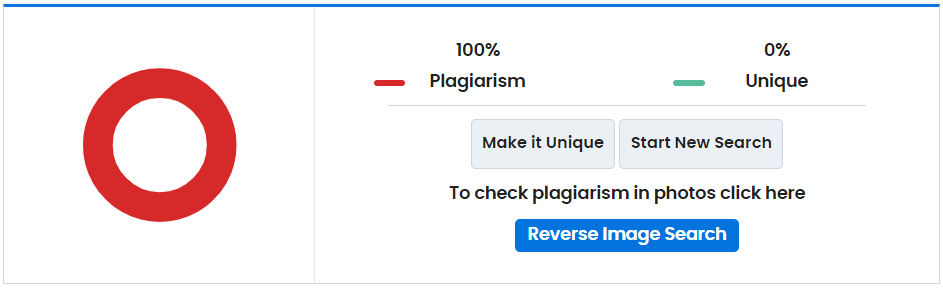 100% 0%
Plagiarism Unique
Make it Unique Start New Search
To check plagiarism in photos click here
Reverse Image Search